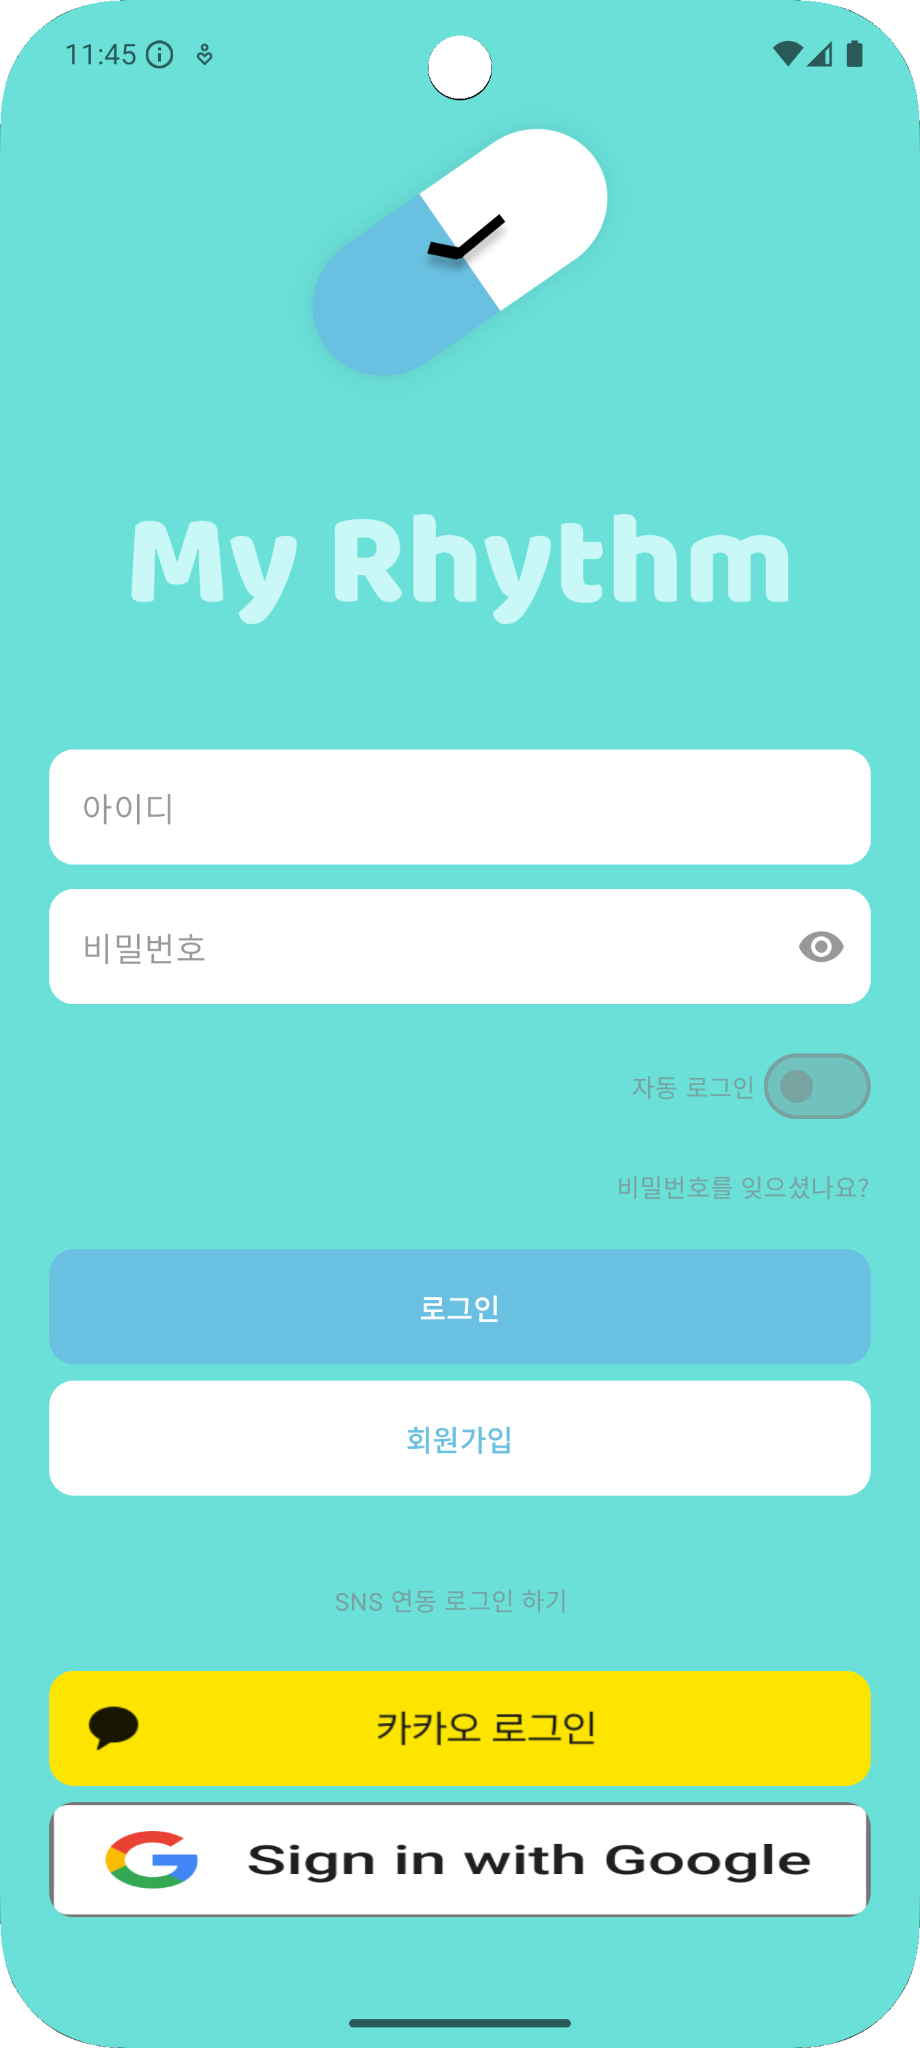 11:45
My Rhythm
아이디
비밀번호
자동 로그인
비밀번호를 잊으셨나요?
로그인
회원가입
SNS 연동 로그인 하기
카카오 로그인
Sign in with Google